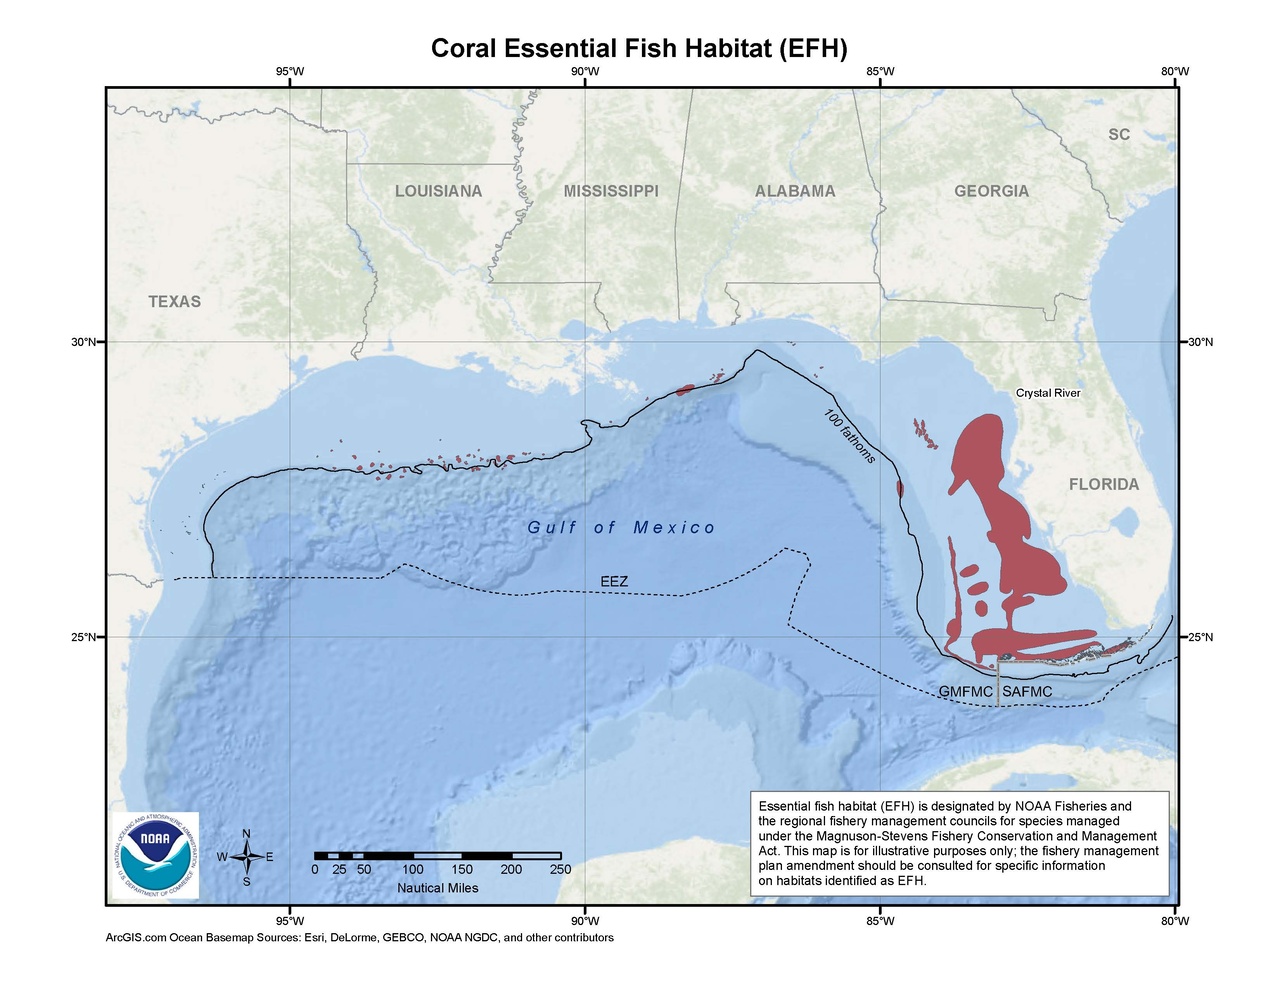 Coral Essential Fish Habitat (EFH)
95°W
90°W
85°W
80°W
SC
LOUISIANA
MISSISSIPPI
ALABAMA
GEORGIA
TEXAS
30°N
30°N
Crystal River
100 fathoms
FLORIDA
Gulf of Mexico
EEZ
25°N
25°N
GMFMC
SAFMC
Essential fish habitat (EFH) is designated by NOAA Fisheries and
the regional fishery management councils for species managed
under the Magnuson-Stevens Fishery Conservation and Management
Act. This map is for illustrative purposes only; the fishery management
plan amendment should be consulted for specific information
on habitats identified as EFH.
NATIONAL OCEANIC AND ATMOSPHERIC ADMINISTRATION
NOAA
U.S. DEPARTMENT OF COMMERCE
N
W
E
S
0 25 50 100 150 200 250
Nautical Miles
95°W
90°W
85°W
80°W
ArcGIS.com Ocean Basemap Sources: Esri, DeLorme, GEBCO, NOAA NGDC, and other contributors